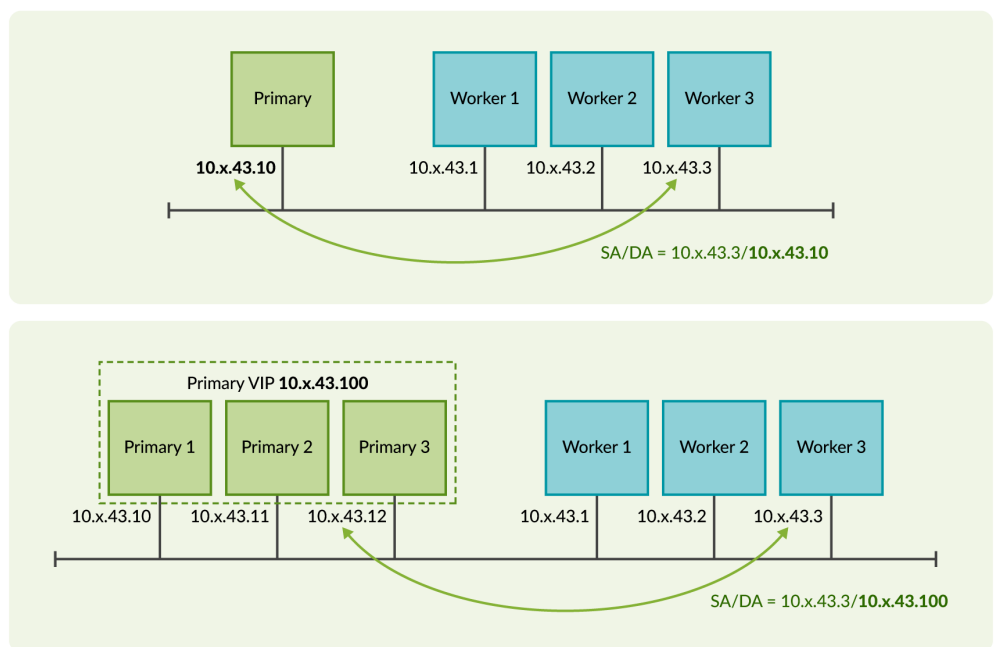 Primary
Worker 1
Worker 2
Worker 3
10.x.43.10
10.x.43.1
10.x.43.2
10.x.43.3
SA/DA = 10.x.43.3/10.x.43.10
Primary VIP 10.x.43.100
Primary 1
Primary 2
Primary 3
Worker 1
Worker 2
Worker 3
10.x.43.10
10.x.43.11
10.x.43.12
10.x.43.1
10.x.43.2
10.x.43.3
SA/DA = 10.x.43.3/10.x.43.100